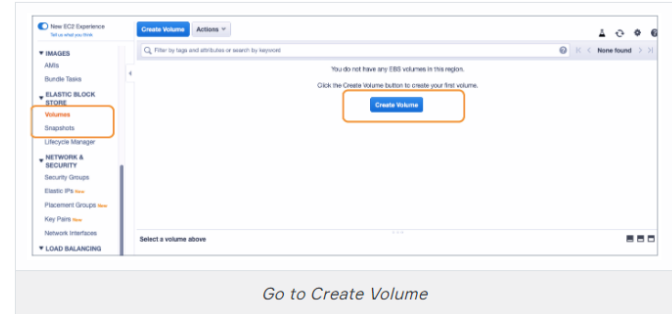 New EC2 Experience
Tell us what you think
Create Volume
Actions
Filter by tags and attributes or search by keyword
None found
▼ IMAGES
AMIs
Bundle Tasks
▼ ELASTIC BLOCK
STORE
Volumes
Snapshots
Lifecycle Manager
▼ NETWORK &
SECURITY
Security Groups
Elastic IPs New
Placement Groups New
Key Pairs New
Network Interfaces
▼ LOAD BALANCING
You do not have any EBS volumes in this region.
Click the Create Volume button to create your first volume.
Create Volume
Select a volume above
Go to Create Volume